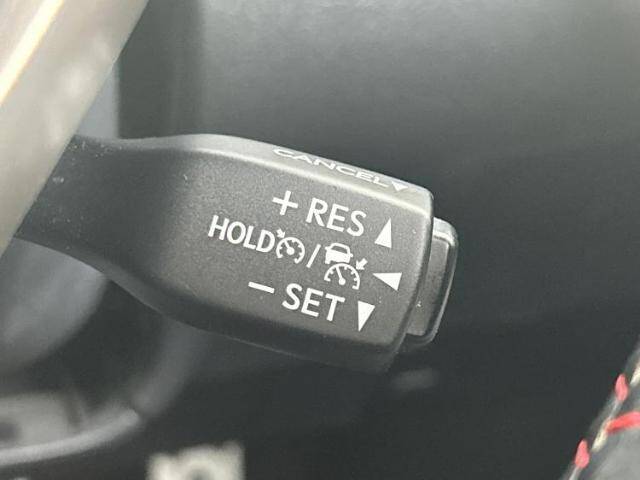 CANCEL▼
+ RES ▲
HOLD / ◀
− SET ▼